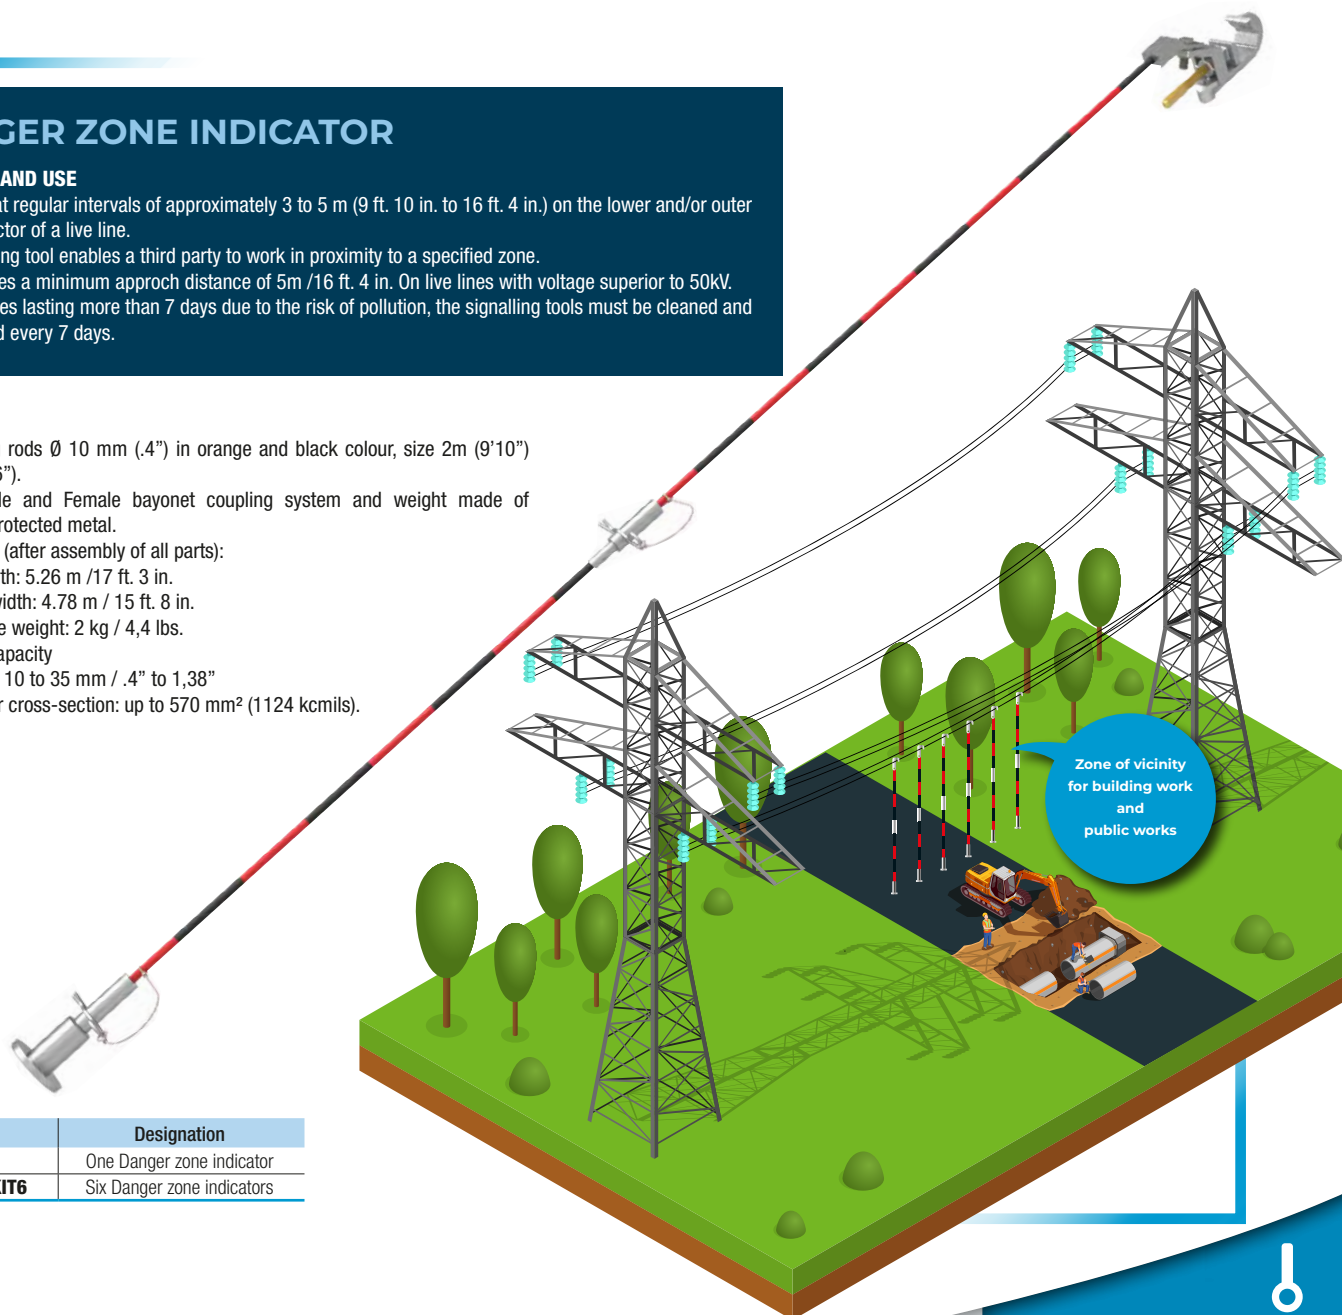 GER ZONE INDICATOR
AND USE
at regular intervals of approximately 3 to 5 m (9 ft. 10 in. to 16 ft. 4 in.) on the lower and/or outer
ctor of a live line.
ing tool enables a third party to work in proximity to a specified zone.
es a minimum approch distance of 5m /16 ft. 4 in. On live lines with voltage superior to 50kV.
es lasting more than 7 days due to the risk of pollution, the signalling tools must be cleaned and
d every 7 days.
rods Ø 10 mm (.4”) in orange and black colour, size 2m (9’10”)
6”).
le and Female bayonet coupling system and weight made of
rotected metal.
(after assembly of all parts):
th: 5.26 m /17 ft. 3 in.
vidth: 4.78 m / 15 ft. 8 in.
e weight: 2 kg / 4,4 lbs.
apacity
10 to 35 mm / .4” to 1,38”
r cross-section: up to 570 mm² (1124 kcmils).
Zone of vicinity
for building work
and
public works
Designation
One Danger zone indicator
KIT6 Six Danger zone indicators